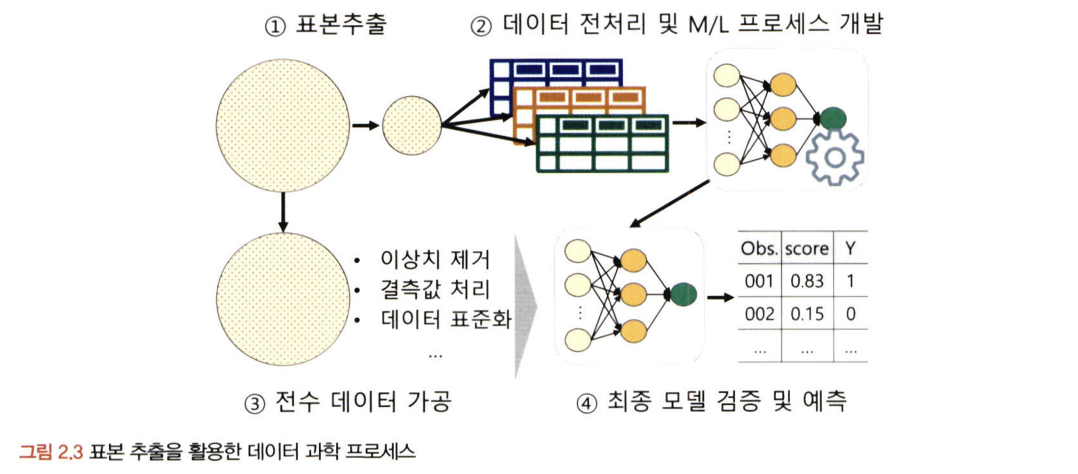 ① 표본추출
② 데이터 전처리 및 M/L 프로세스 개발
• 이상치 제거
• 결측값 처리
• 데이터 표준화
...
Obs. score Y
001 0.83 1
002 0.15 0
... ... ...
③ 전수 데이터 가공
④ 최종 모델 검증 및 예측
그림 2.3 표본 추출을 활용한 데이터 과학 프로세스